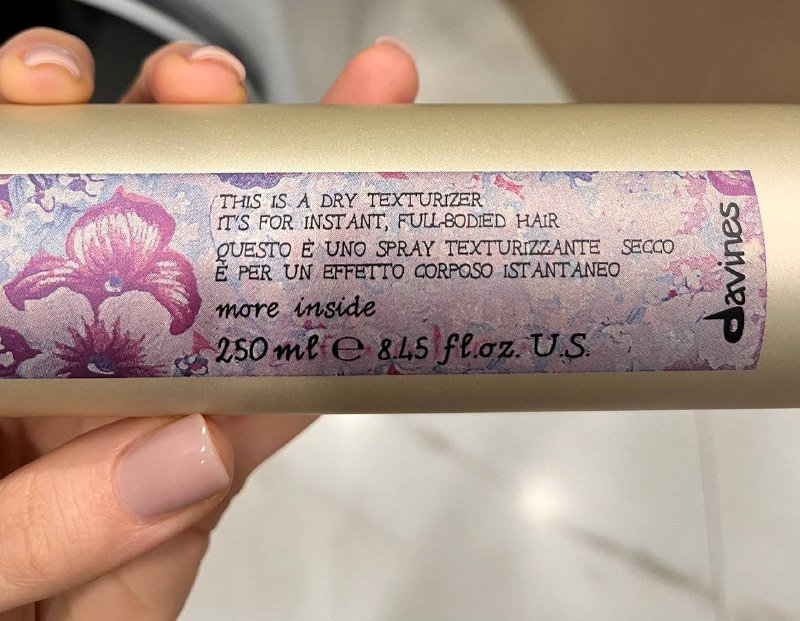 THIS IS A DRY TEXTURIZER
IT'S FOR INSTANT, FULL-BODIED HAIR
QUESTO È UNO SPRAY TEXTURIZZANTE SECCO
È PER UN EFFETTO CORPOSO ISTANTANEO
more inside
250 ml ℮ 8.45 fl.oz. U.S.
davines